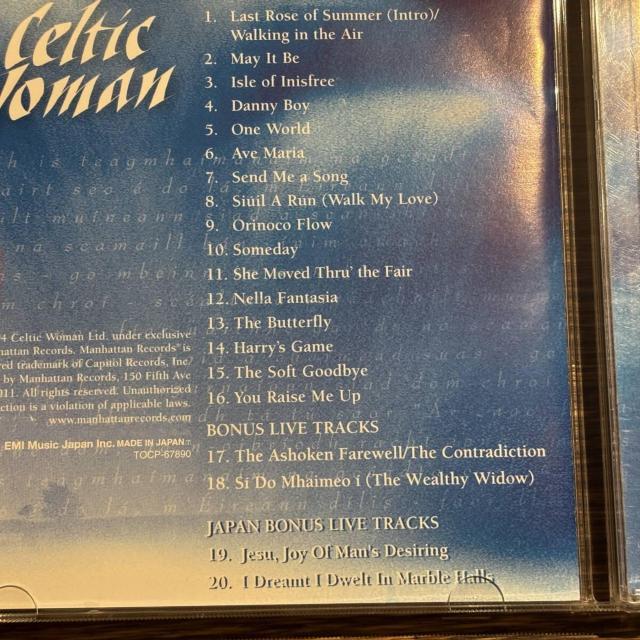 Celtic
Woman
1. Last Rose of Summer (Intro)/
Walking in the Air
2. May It Be
3. Isle of Inisfree
4. Danny Boy
5. One World
6. Ave Maria
7. Send Me a Song
8. Siúil A Rún (Walk My Love)
9. Orinoco Flow
10. Someday
11. She Moved Thru' the Fair
12. Nella Fantasia
13. The Butterfly
14. Harry's Game
15. The Soft Goodbye
16. You Raise Me Up
BONUS LIVE TRACKS
17. The Ashoken Farewell/The Contradiction
18. Sí Do Mhaimeo í (The Wealthy Widow)
JAPAN BONUS LIVE TRACKS
19. Jesu, Joy Of Man's Desiring
20. I Dreamt I Dwelt In Marble Halls
4 Celtic Woman Ltd. under exclusive
hattan Records. Manhattan Records® is
red trademark of Capitol Records, Inc.
by Manhattan Records, 150 Fifth Ave
011. All rights reserved. Unauthorized
ction is a violation of applicable laws.
www.manhattanrecords.com
EMI Music Japan Inc. MADE IN JAPAN
TOCP-67890